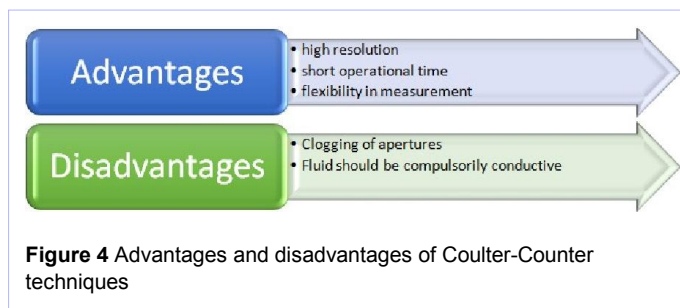 Advantages
• high resolution
• short operational time
• flexibility in measurement
Disadvantages
• Clogging of apertures
• Fluid should be compulsorily conductive
Figure 4 Advantages and disadvantages of Coulter-Counter
techniques